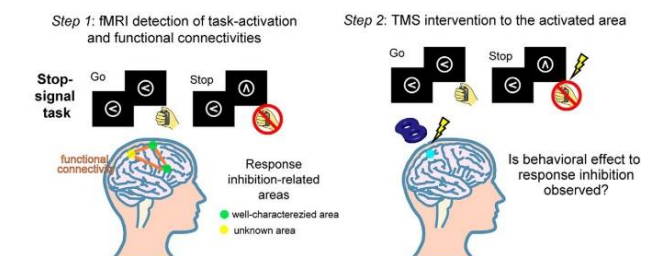 Step 1: fMRI detection of task-activation
and functional connectivities
Stop-
signal
task
Go
Stop
functional
connectivity
Response
inhibition-related
areas
well-characterezied area
unknown area
Step 2: TMS intervention to the activated area
Go
Stop
Is behavioral effect to
response inhibition
observed?